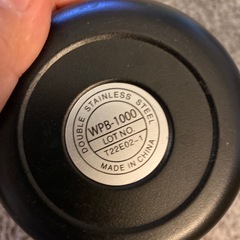 DOUBLE STAINLESS STEEL
WPB-1000
LOT NO
T22E02-1
MADE IN CHINA